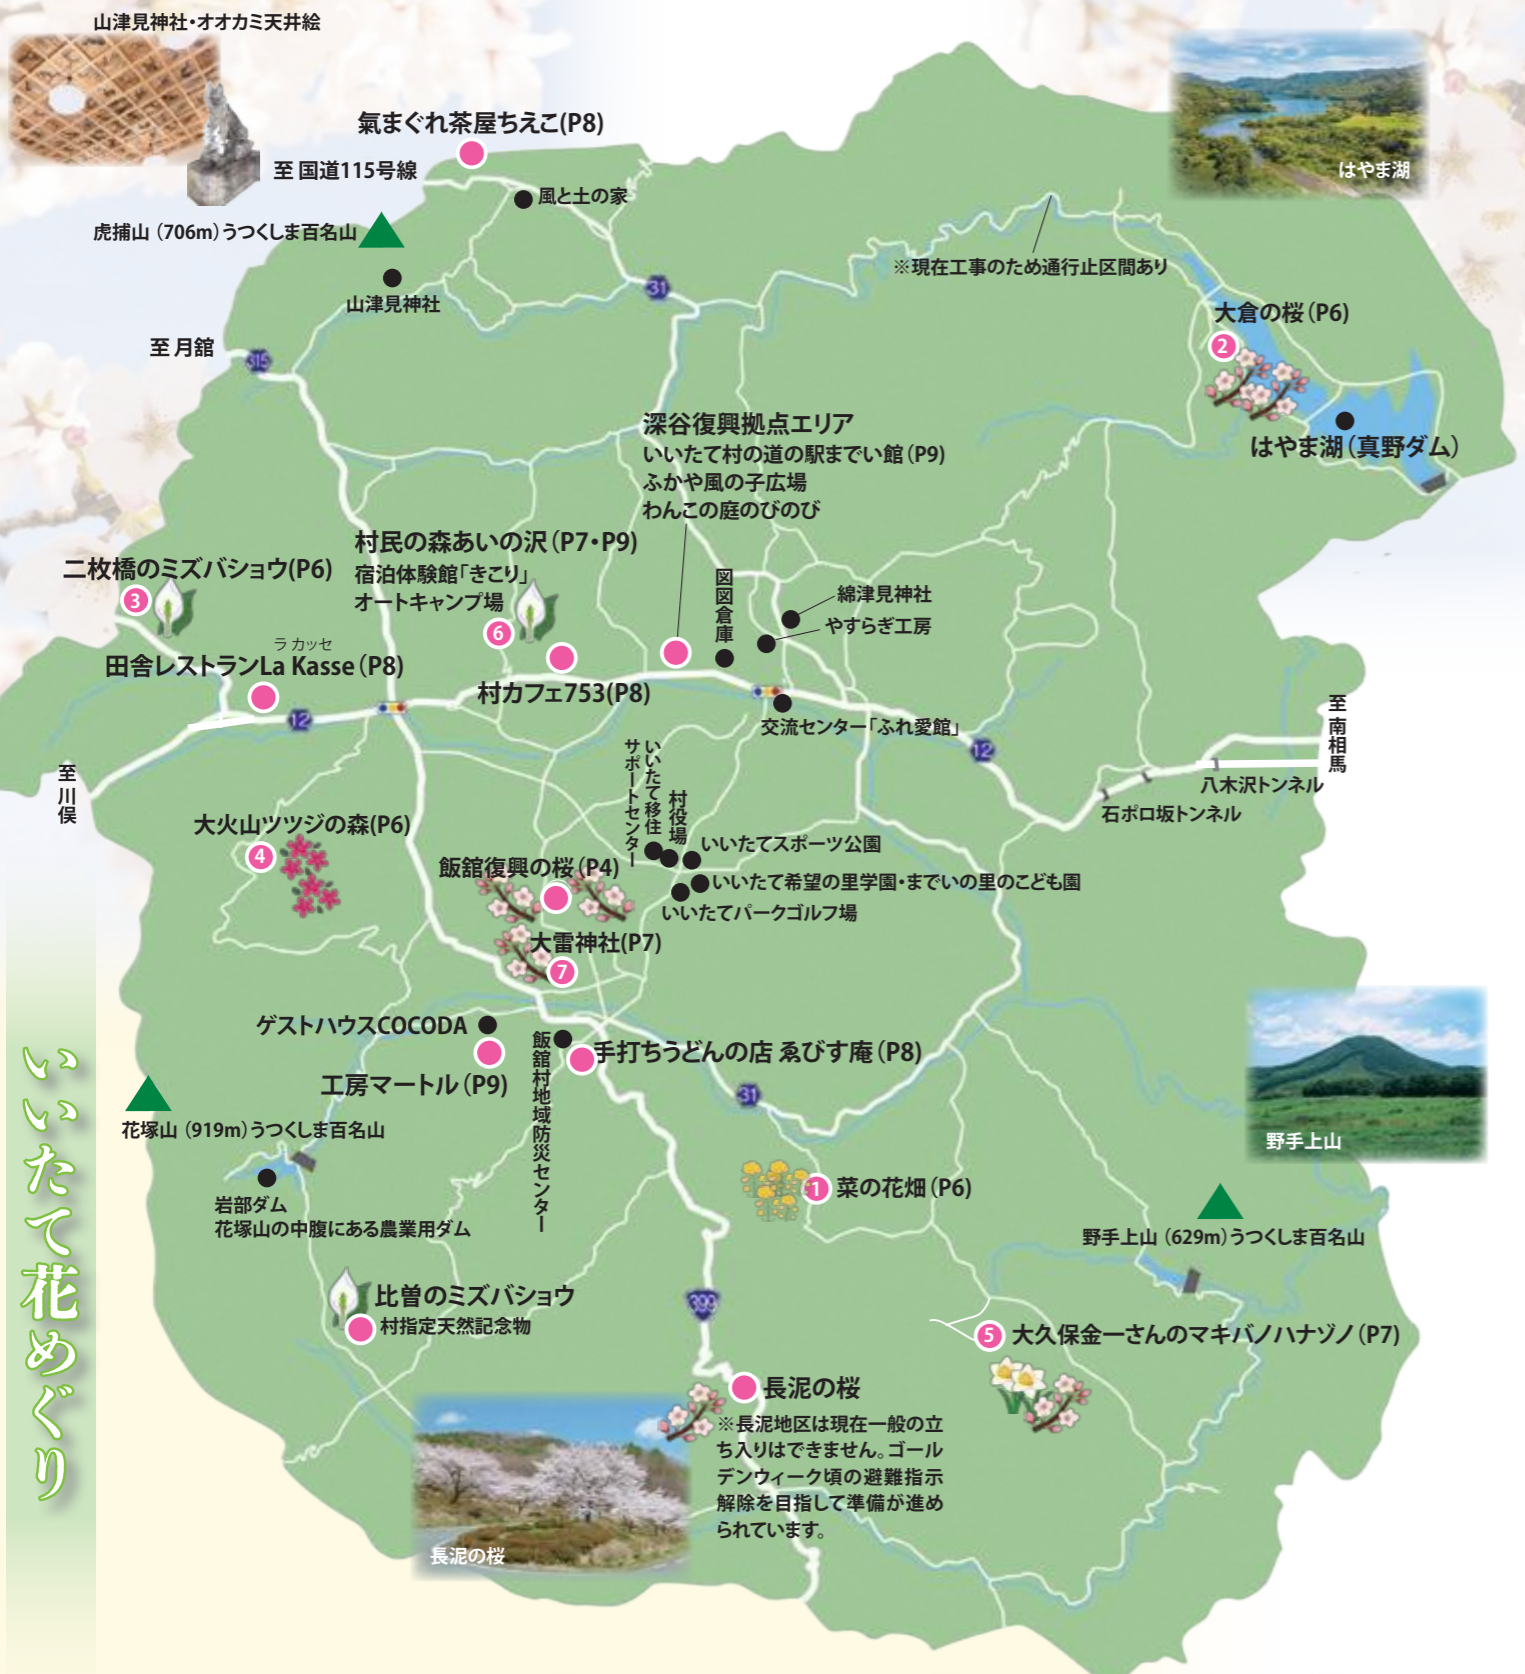 山津見神社・オオカミ天井絵
氣まぐれ茶屋ちえこ(P8)
至 国道115号線
風と土の家
虎捕山（706m）うつくしま百名山
山津見神社
31
はやま湖
※現在工事のため通行止区間あり
大倉の桜（P6）
2
はやま湖（真野ダム）
至 月舘
315
深谷復興拠点エリア
いいたて村の道の駅までい館（P9）
ふかや風の子広場
わんこの庭のびのび
村民の森あいの沢（P7・P9）
宿泊体験館「きこり」
オートキャンプ場
6
二枚橋のミズバショウ(P6)
3
ラ カッセ
田舎レストランLa Kasse（P8）
12
村カフェ753(P8)
図図倉庫
綿津見神社
やすらぎ工房
交流センター「ふれ愛館」
12
至 南相馬
八木沢トンネル
石ポロ坂トンネル
至 川俣
大火山ツツジの森(P6)
4
いいたて移住
サポートセンター
村役場
いいたてスポーツ公園
いいたて希望の里学園・までいの里のこども園
いいたてパークゴルフ場
飯舘復興の桜（P4）
大雷神社(P7)
7
ゲストハウスCOCODA
工房マートル（P9）
飯舘村地域防災センター
手打ちうどんの店 ゑびす庵（P8）
31
花塚山（919m）うつくしま百名山
岩部ダム
花塚山の中腹にある農業用ダム
1
菜の花畑（P6）
野手上山
野手上山（629m）うつくしま百名山
比曽のミズバショウ
村指定天然記念物
399
5
大久保金一さんのマキバノハナゾノ（P7）
長泥の桜
※長泥地区は現在一般の立
ち入りはできません。ゴール
デンウィーク頃の避難指示
解除を目指して準備が進め
られています。
長泥の桜
いいたて花めぐり